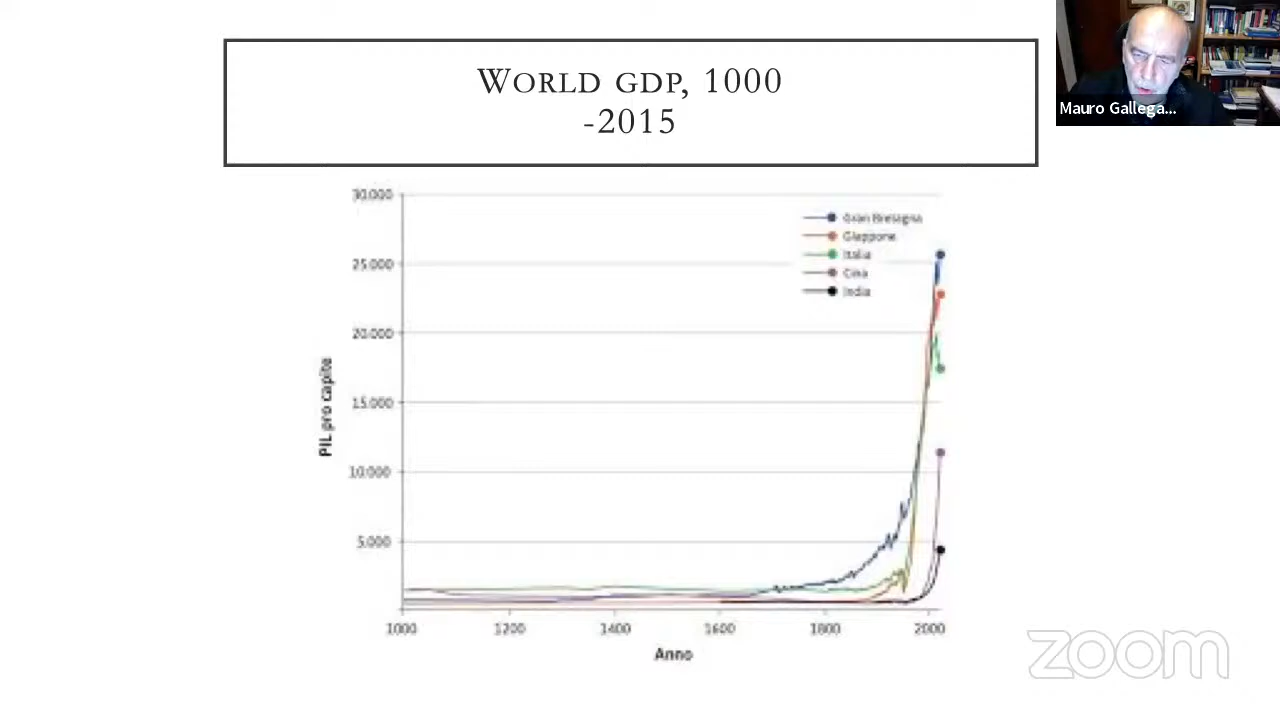 WORLD GDP, 1000
-2015
Mauro Gallega...
30.000
25.000
20.000
15.000
10.000
5.000
PIL pro capita
Gran Bretagna
Giappone
Italia
Cina
India
1000 1200 1400 1600 1800 2000
Anno
zoom